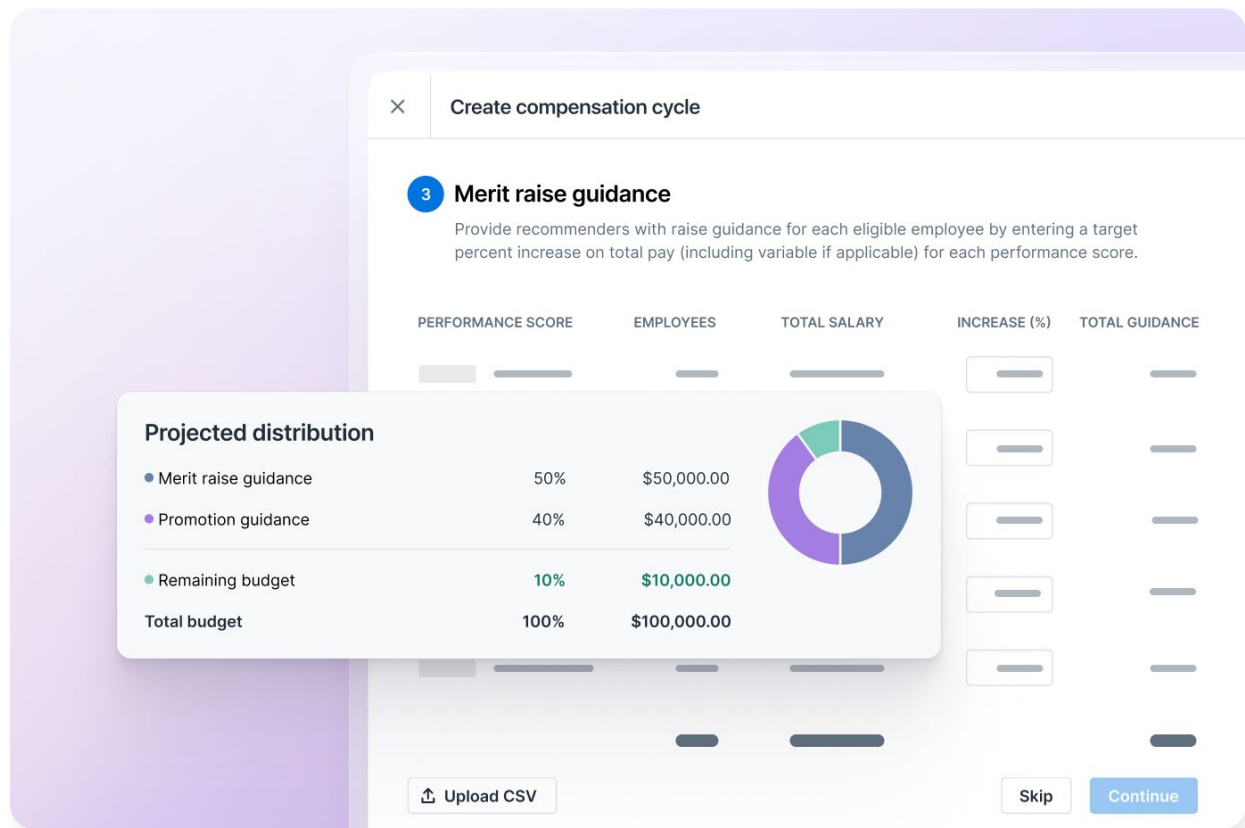 Create compensation cycle
3 Merit raise guidance
Provide recommenders with raise guidance for each eligible employee by entering a target
percent increase on total pay (including variable if applicable) for each performance score.
PERFORMANCE SCORE EMPLOYEES TOTAL SALARY INCREASE (%) TOTAL GUIDANCE
Projected distribution
Merit raise guidance 50% $50,000.00
Promotion guidance 40% $40,000.00
Remaining budget 10% $10,000.00
Total budget 100% $100,000.00
Upload CSV Skip Continue